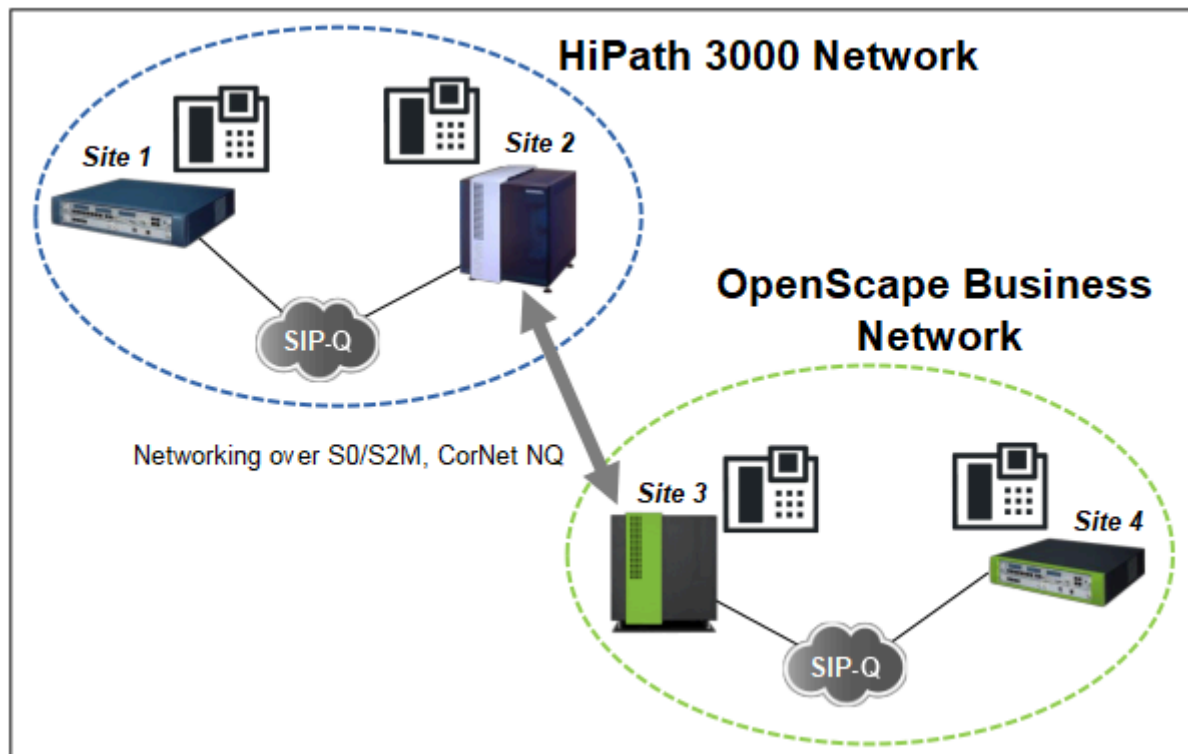 HiPath 3000 Network
Site 1
Site 2
SIP-Q
OpenScape Business
Network
Networking over S0/S2M, CorNet NQ
Site 3
Site 4
SIP-Q